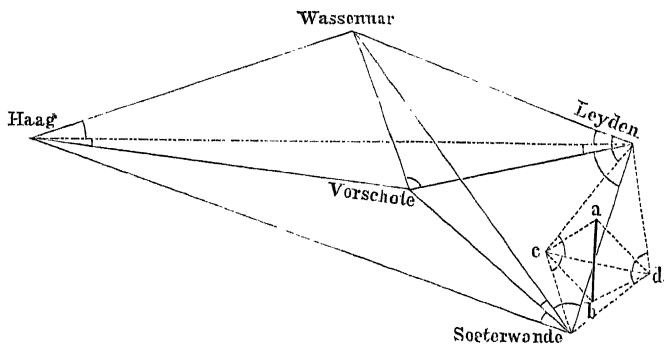 Wassenaar
Haag
Leyden
Vorschote
a
c
d.
b
Soeterwoude